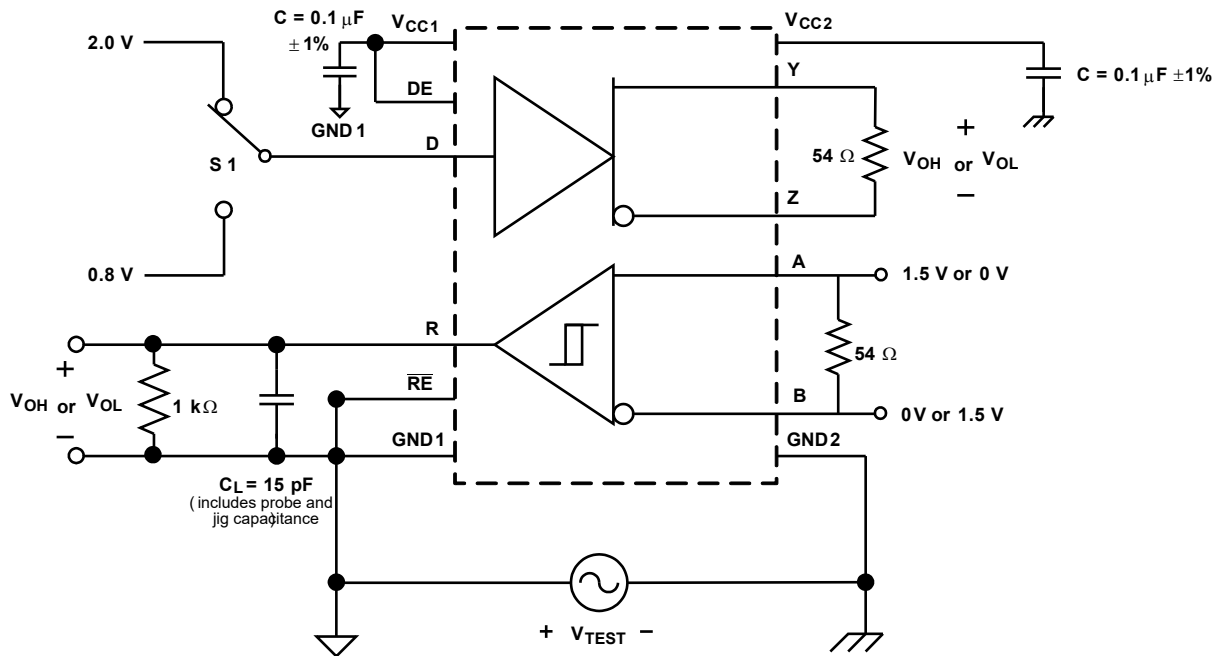 C = 0.1 μF
± 1%
VCC1
VCC2
2.0 V
DE
GND1
Y
C = 0.1 μF ±1%
S 1
D
54 Ω
+
VOH or VOL
−
Z
0.8 V
A
1.5 V or 0 V
R
+
VOH or VOL
−
1 kΩ
RE
54 Ω
B
0V or 1.5 V
GND1
GND2
CL = 15 pF
( includes probe and
jig capacitance)
+ VTEST −